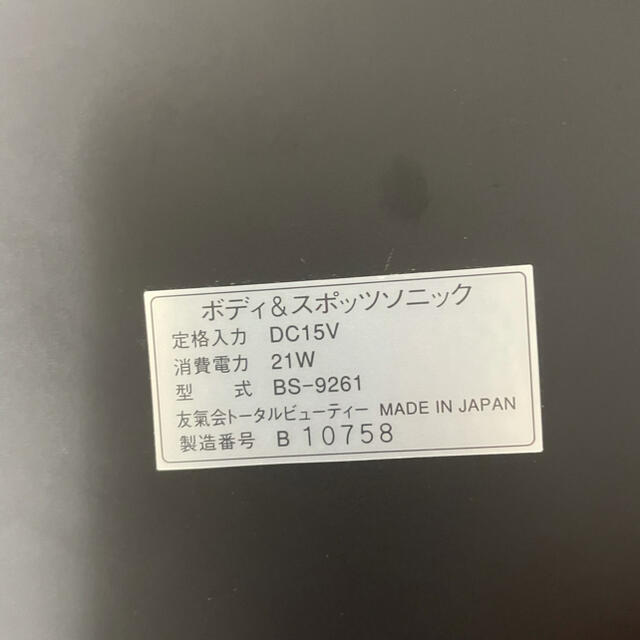 ボディ&スポッツソニック
定格入力 DC15V
消費電力 21W
型 式 BS-9261
友氣会トータルビューティー MADE IN JAPAN
製造番号 B 10758